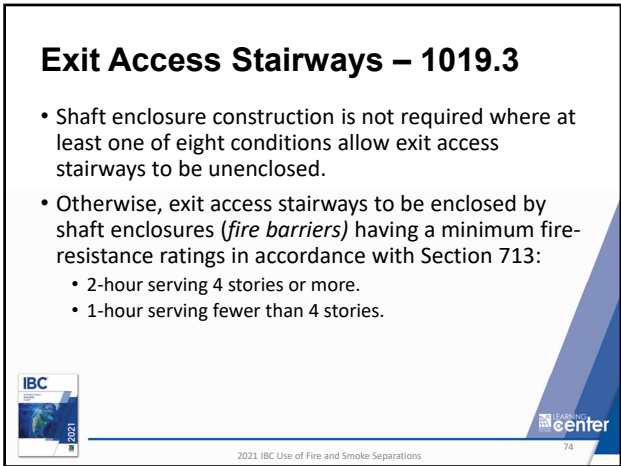 Exit Access Stairways – 1019.3
• Shaft enclosure construction is not required where at
least one of eight conditions allow exit access
stairways to be unenclosed.
• Otherwise, exit access stairways to be enclosed by
shaft enclosures (fire barriers) having a minimum fire-
resistance ratings in accordance with Section 713:
• 2-hour serving 4 stories or more.
• 1-hour serving fewer than 4 stories.
IBC
2021
LEARNING
center
2021 IBC Use of Fire and Smoke Separations
74